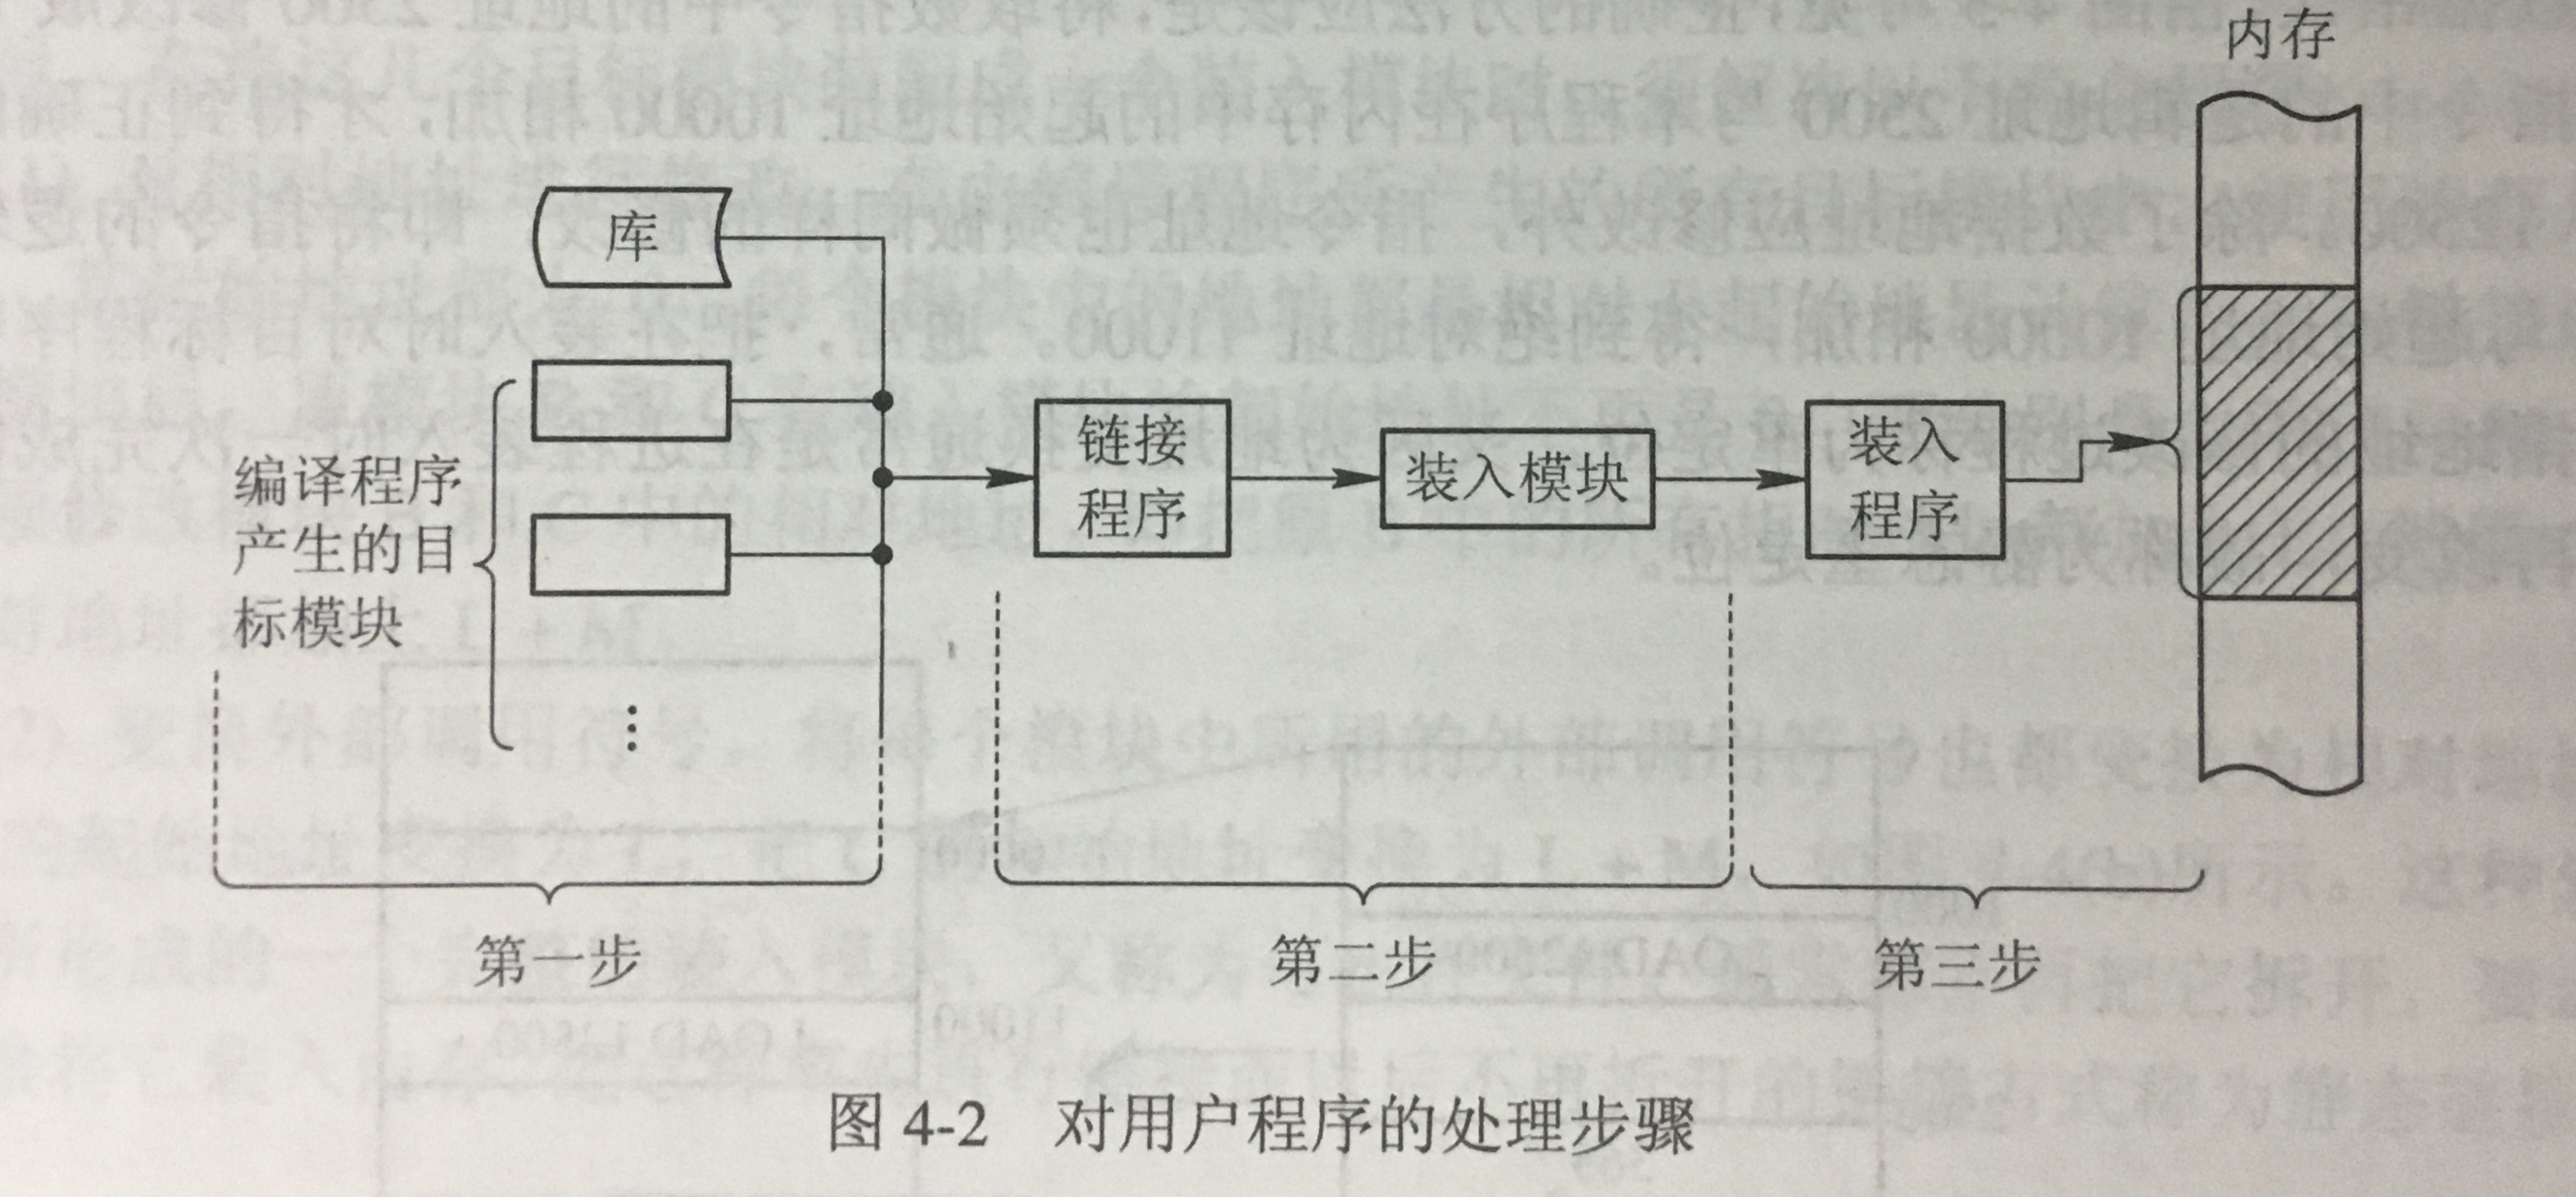 内存
库
编译程序
产生的目
标模块
链接
程序
装入模块
装入
程序
第一步
第二步
第三步
图 4-2 对用户程序的处理步骤